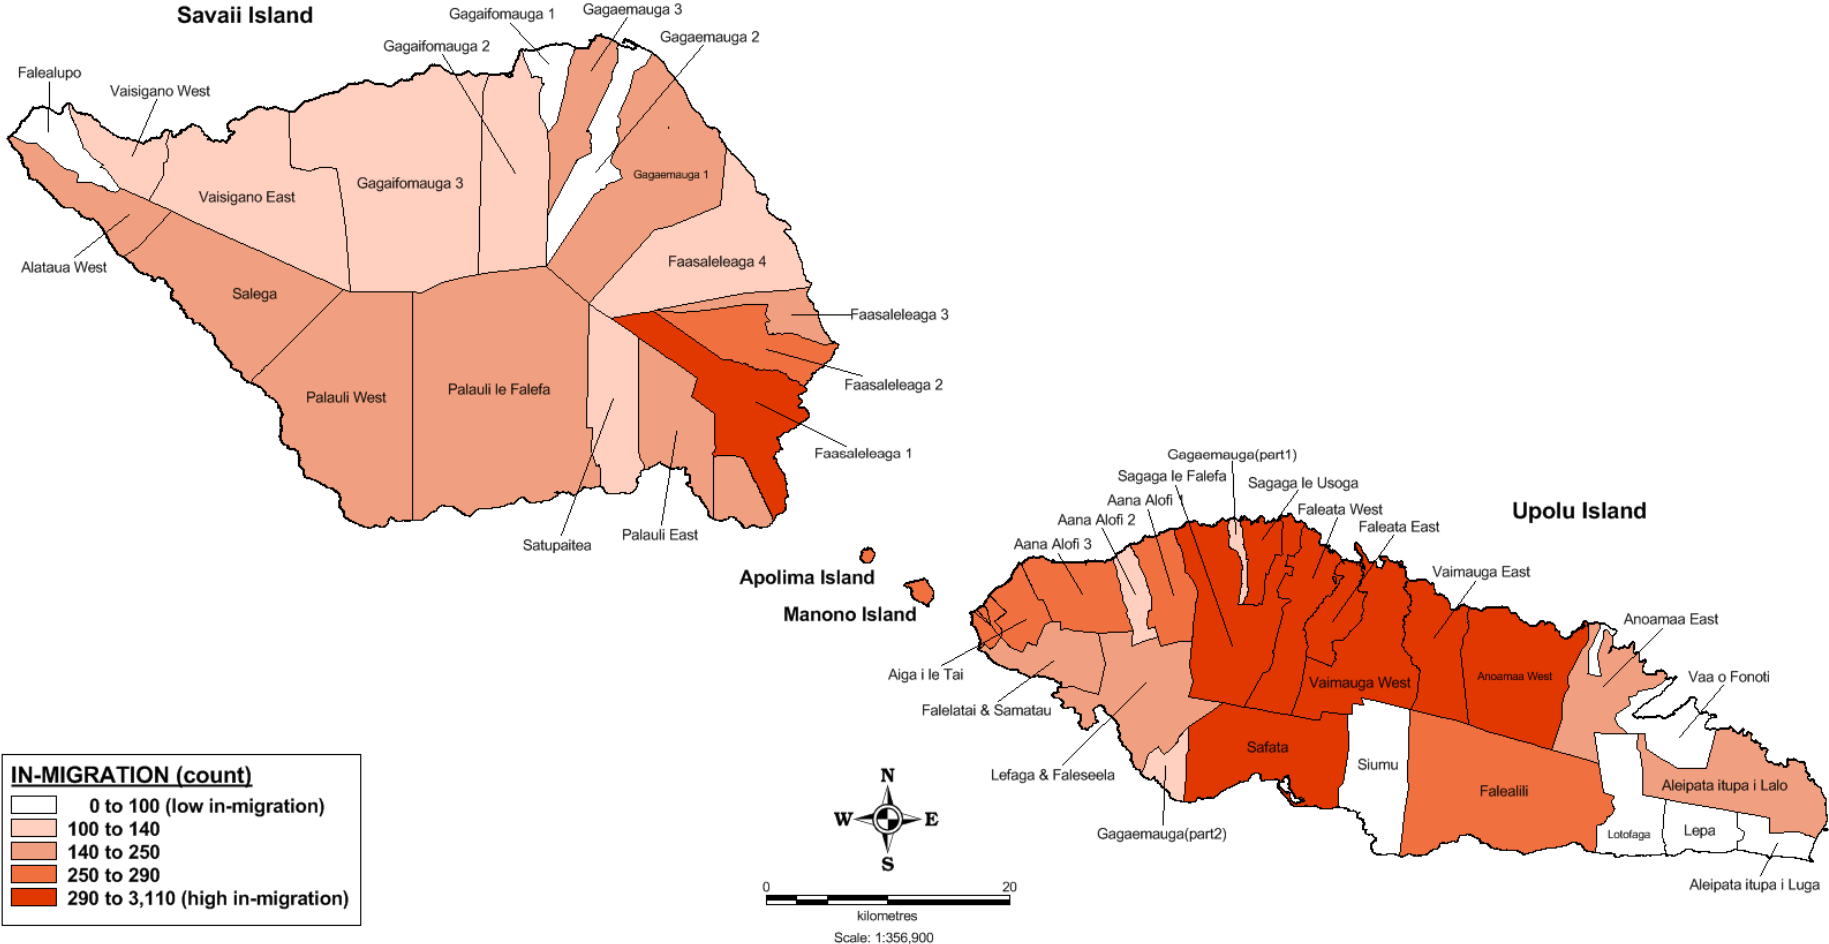 Savaii Island
Gagaifomauga 1
Gagaemauga 3
Gagaemauga 2
Gagaifomauga 2
Falealupo
Vaisigano West
Vaisigano East
Gagaifomauga 3
Gagaemauga 1
Alataua West
Salega
Faasaleleaga 4
Faasaleleaga 3
Faasaleleaga 2
Palauli West
Palauli le Falefa
Faasaleleaga 1
Satupaitea
Palauli East
Upolu Island
Gagaemauga(part1)
Sagaga le Falefa
Sagaga le Usoga
Aana Alofi 1
Faleata West
Aana Alofi 2
Faleata East
Aana Alofi 3
Vaimauga East
Apolima Island
Manono Island
Anoamaa East
Aiga i le Tai
Vaimauga West
Anoamaa West
Vaa o Fonoti
Falelatai & Samatau
Safata
Siumu
Lefaga & Faleseela
Falealili
Aleipata itupa i Lalo
Gagaemauga(part2)
Lotofaga
Lepa
Aleipata itupa i Luga
IN-MIGRATION (count)
0 to 100 (low in-migration)
100 to 140
140 to 250
250 to 290
290 to 3,110 (high in-migration)
N
W E
S
0 20
kilometres
Scale: 1:356,900